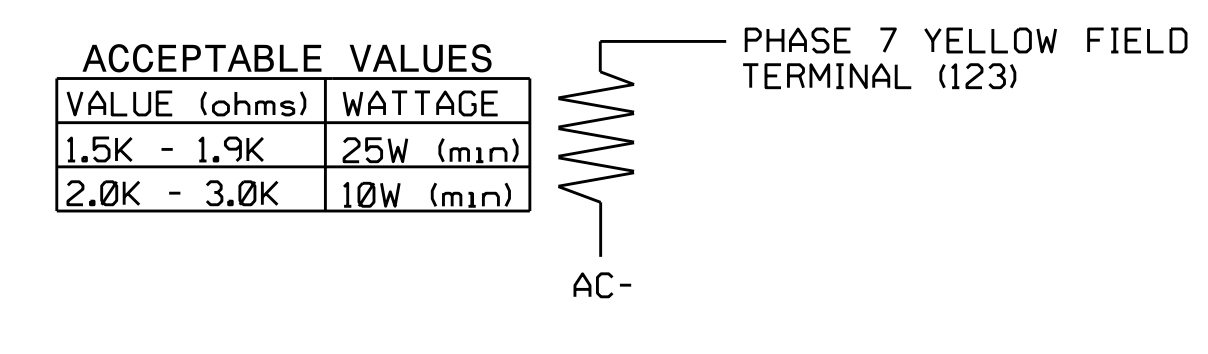 ACCEPTABLE VALUES
VALUE (ohms) WATTAGE
1.5K - 1.9K 25W (min)
2.0K - 3.0K 10W (min)
PHASE 7 YELLOW FIELD
TERMINAL (123)
AC-